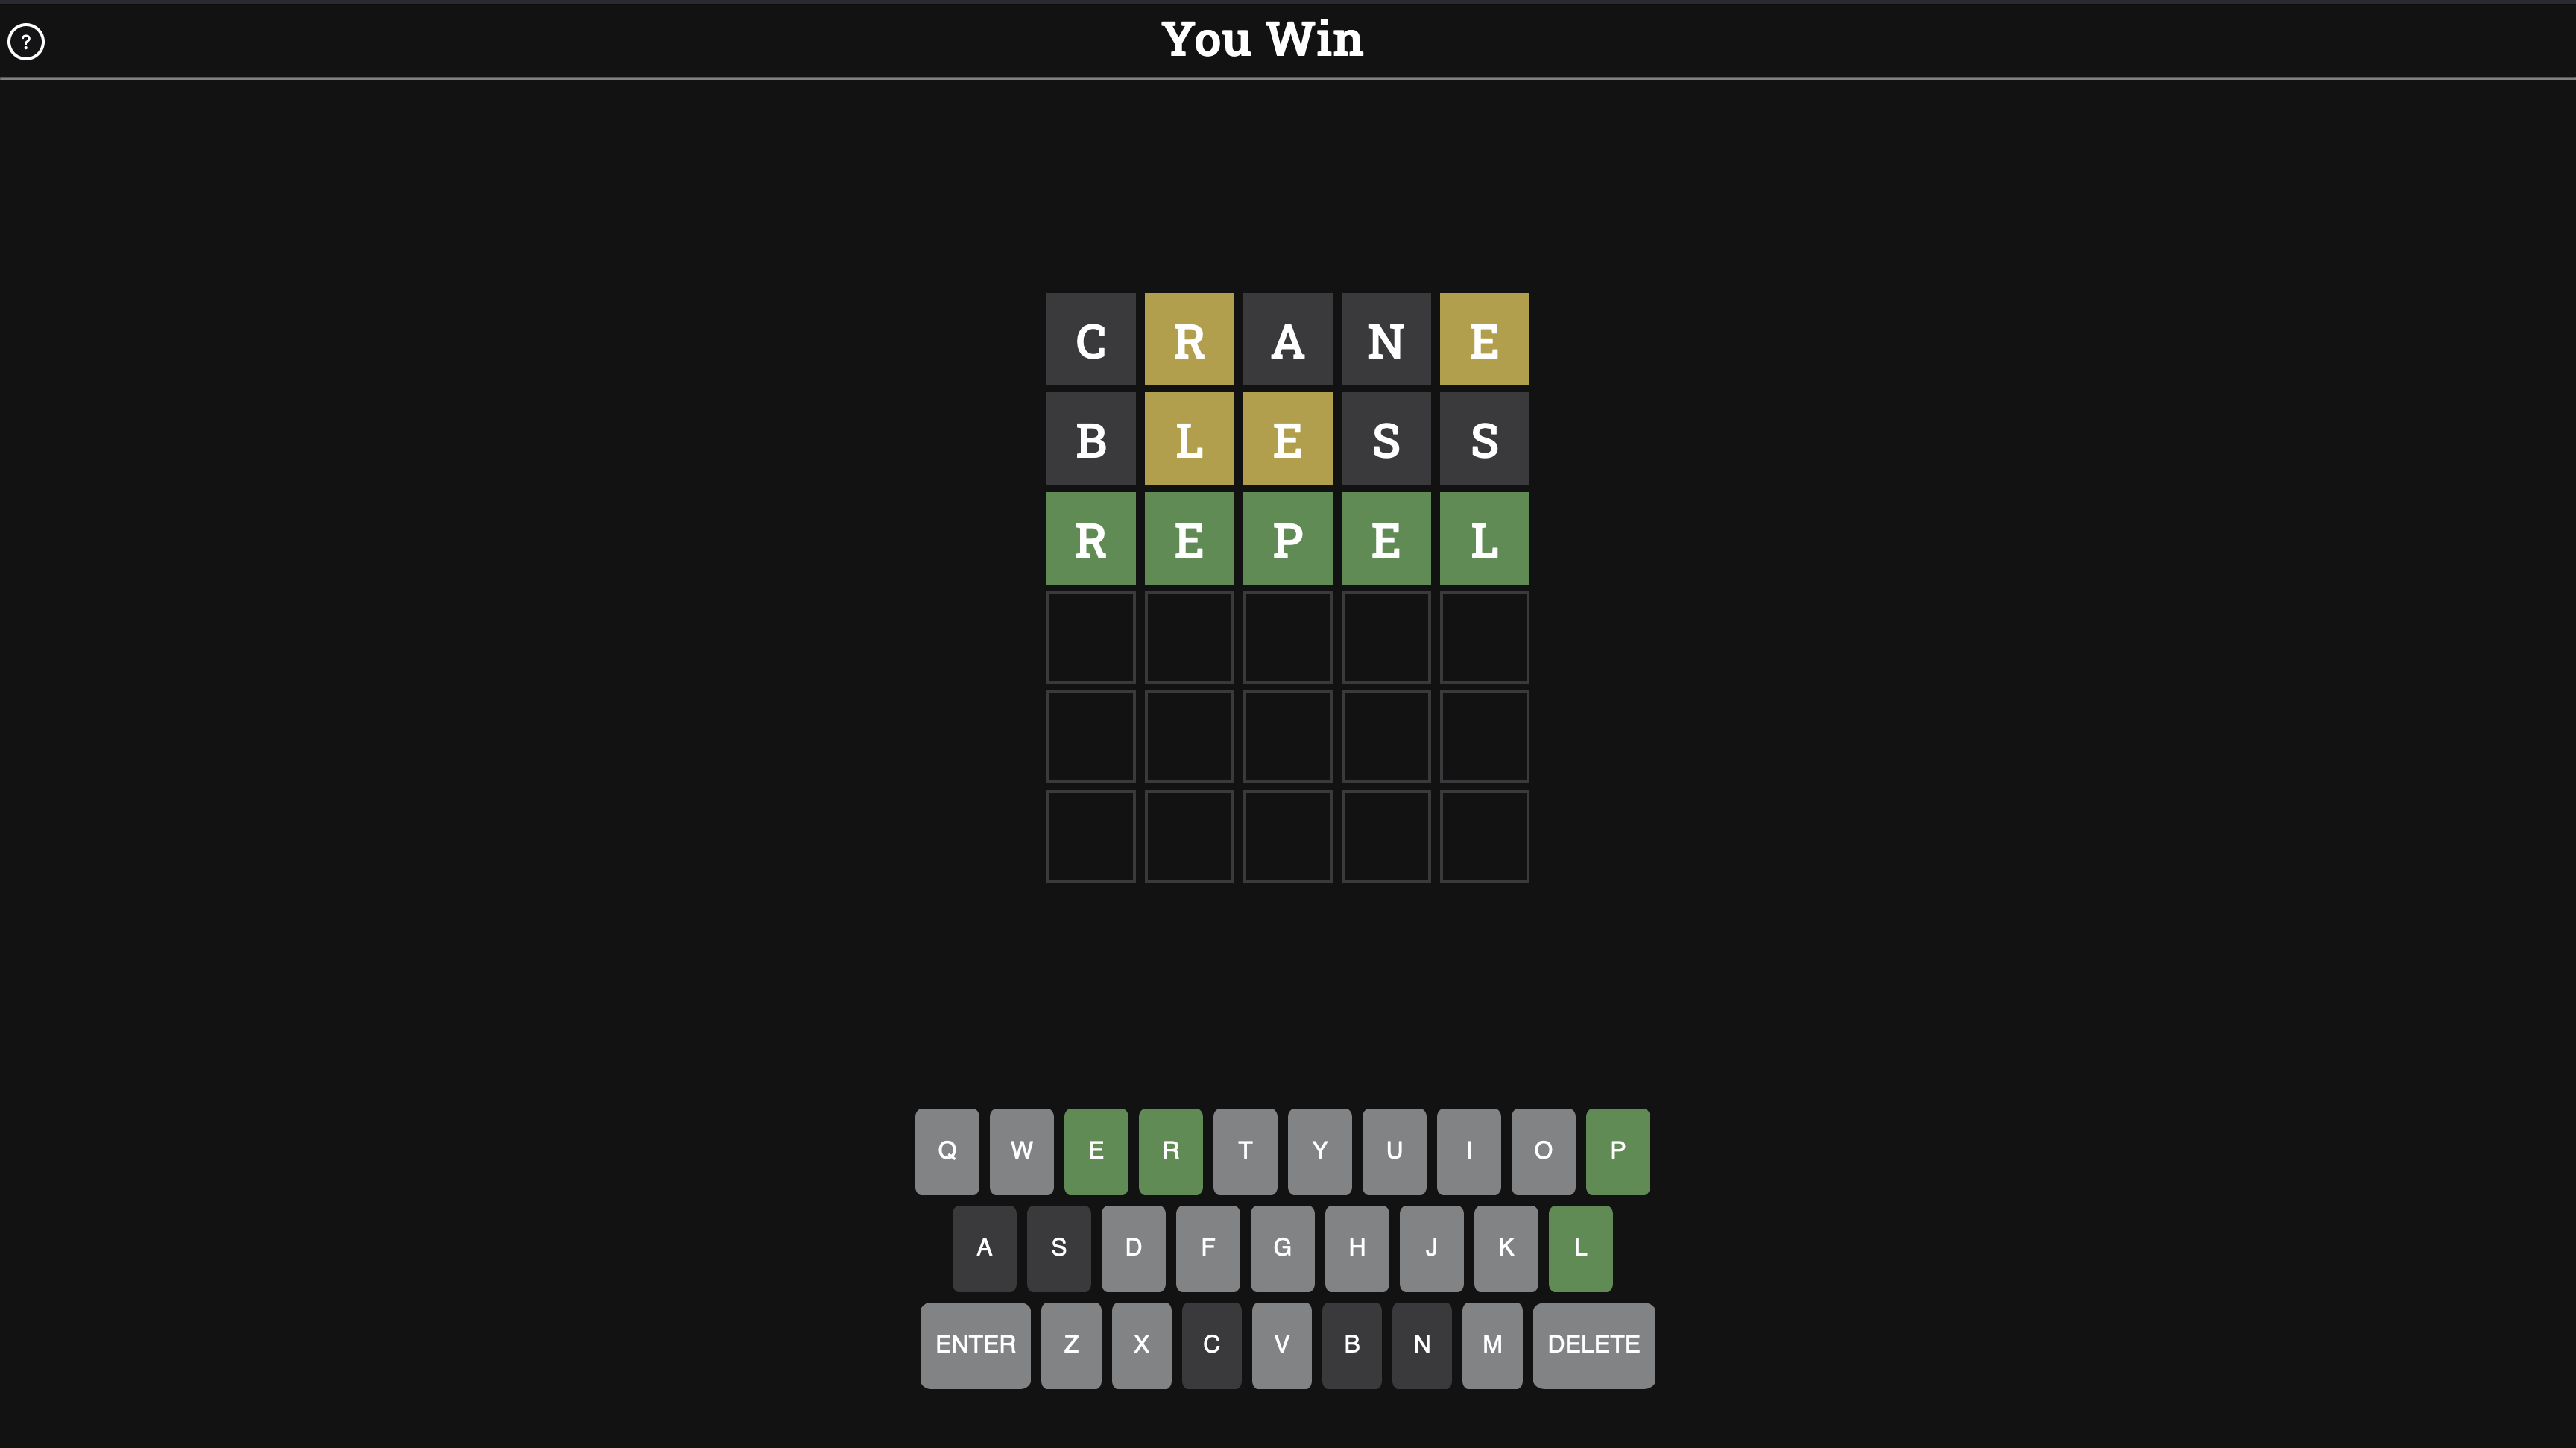 ?
You Win
C R A N E
B L E S S
R E P E L
Q W E R T Y U I O P
A S D F G H J K L
ENTER Z X C V B N M DELETE